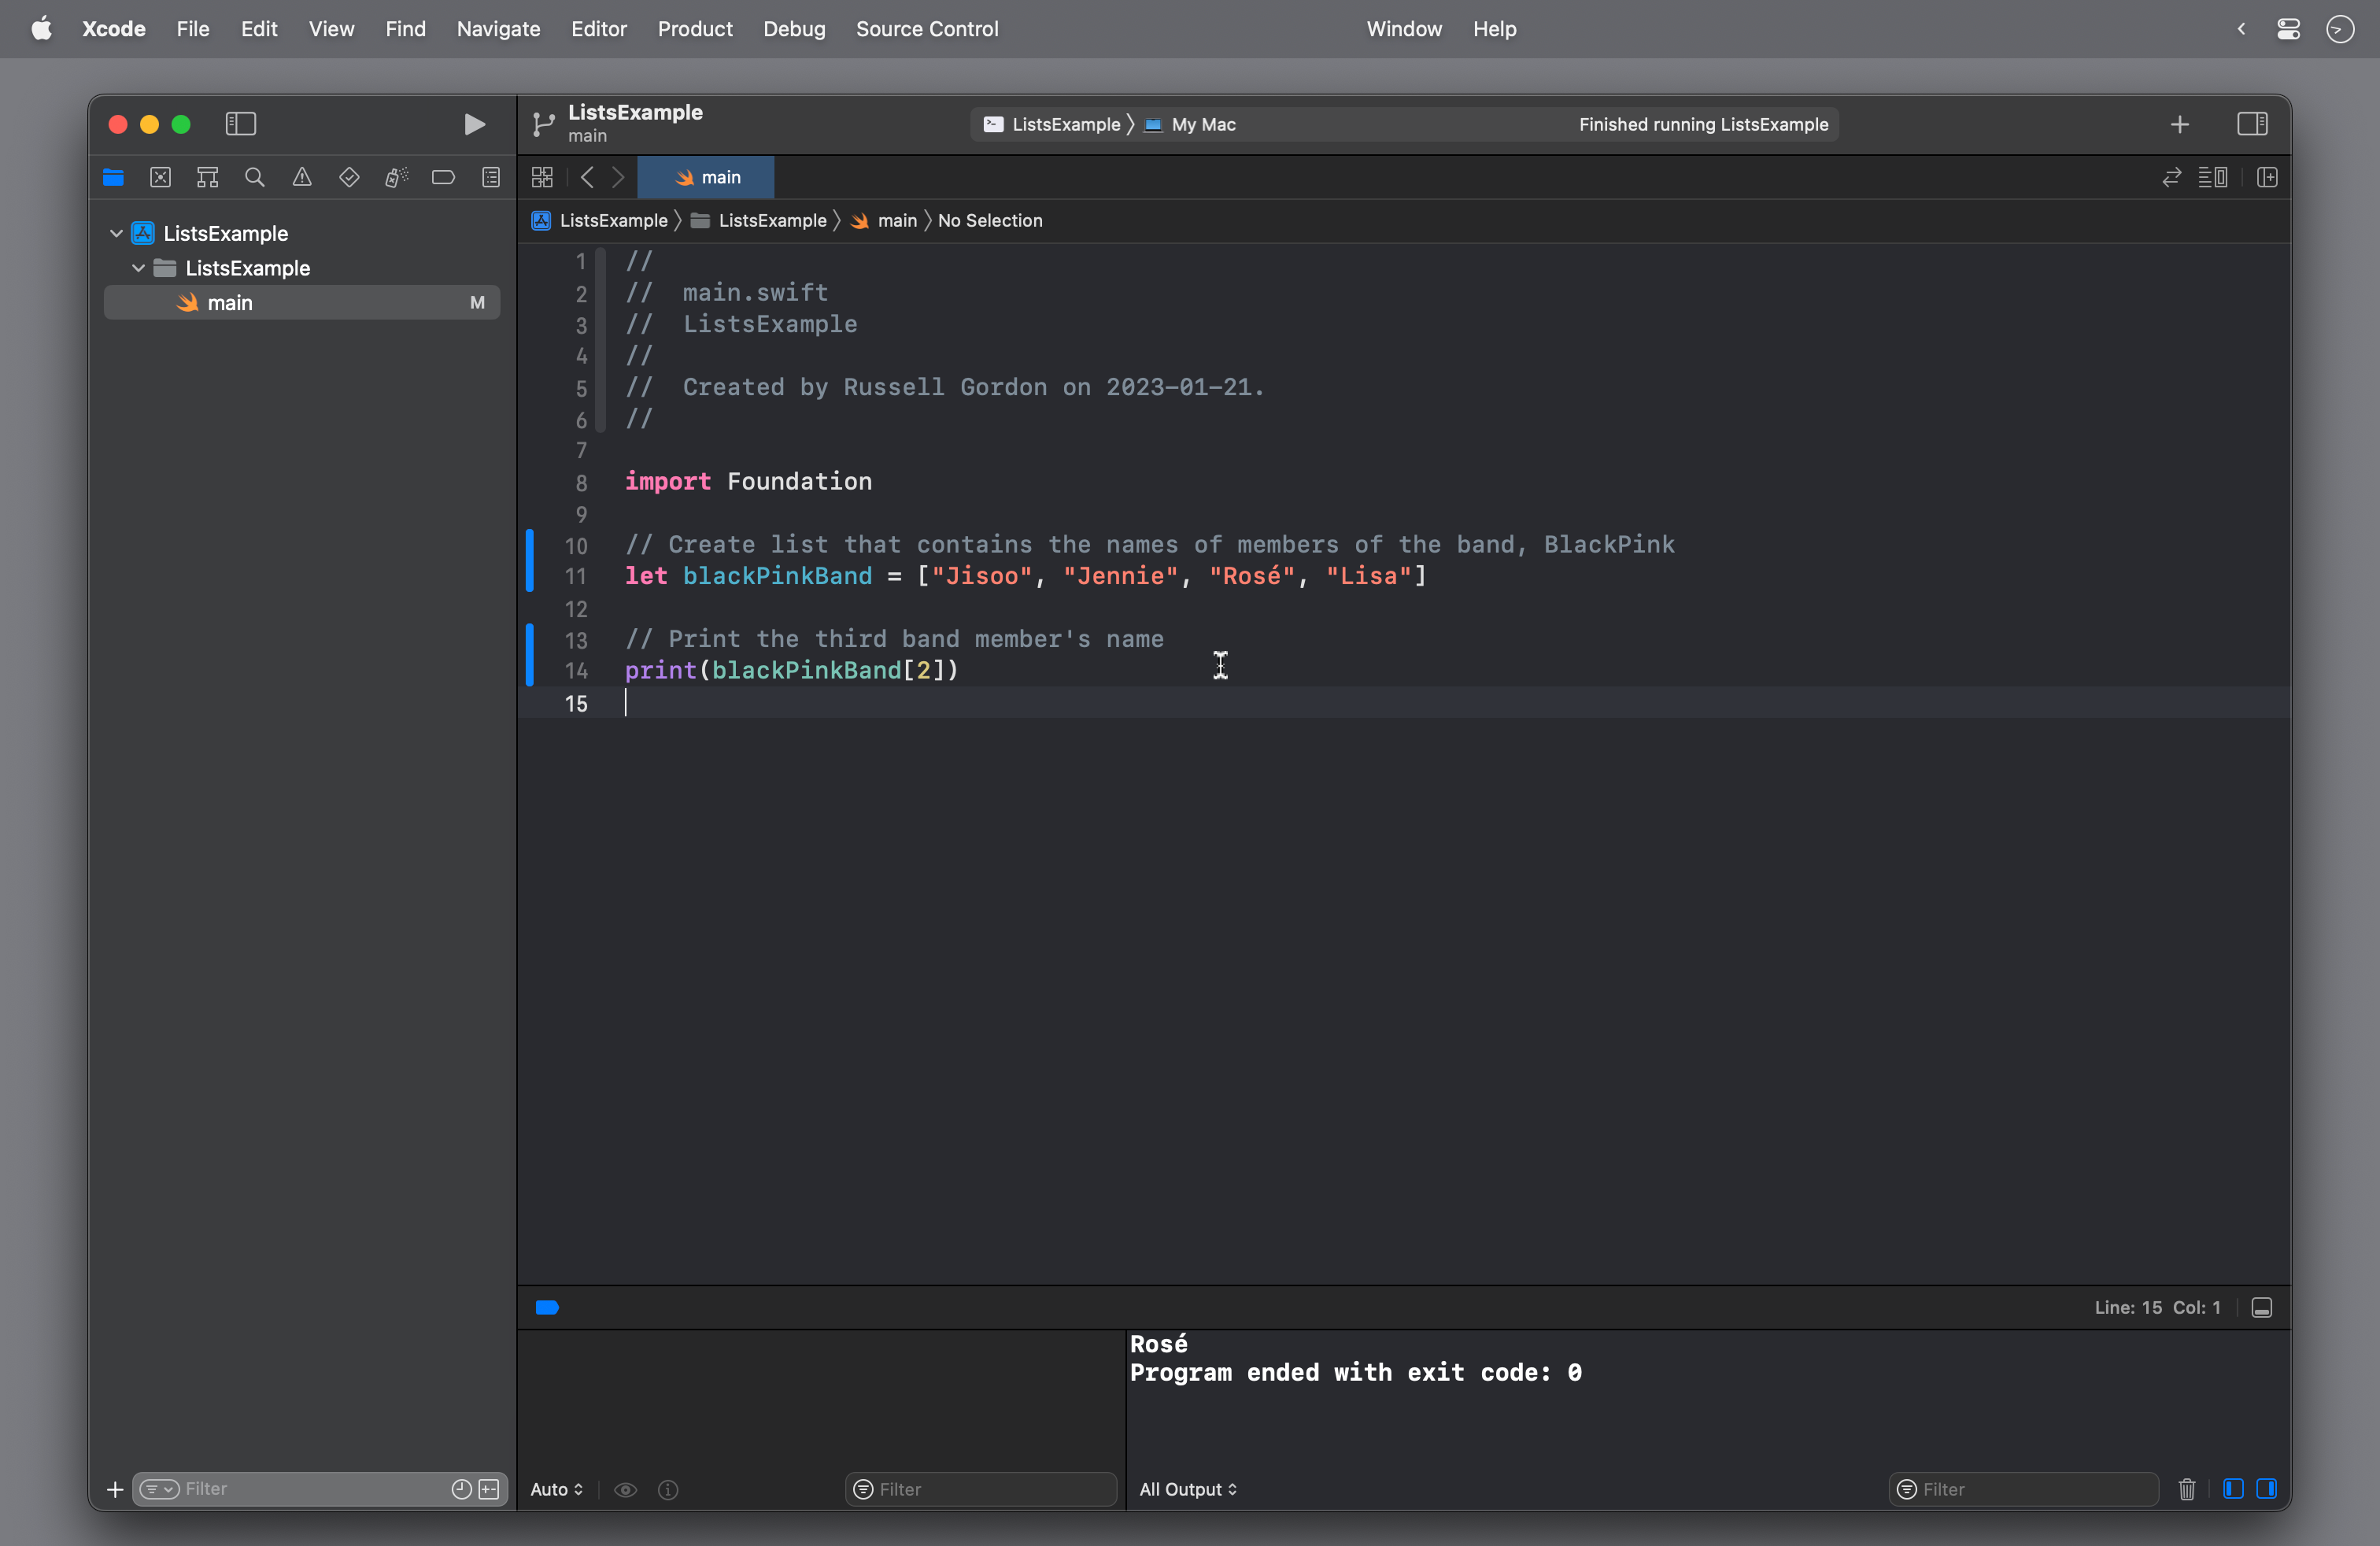 Xcode File Edit View Find Navigate Editor Product Debug Source Control Window Help
ListsExample
main
ListsExample My Mac Finished running ListsExample
main
ListsExample ListsExample main No Selection
ListsExample
ListsExample
main M
1 //
2 //  main.swift
3 //  ListsExample
4 //
5 //  Created by Russell Gordon on 2023-01-21.
6 //
7
8 import Foundation
9
10 // Create list that contains the names of members of the band, BlackPink
11 let blackPinkBand = ["Jisoo", "Jennie", "Rosé", "Lisa"]
12
13 // Print the third band member's name
14 print(blackPinkBand[2])
15
Line: 15 Col: 1
Rosé
Program ended with exit code: 0
Filter
Auto Filter
All Output Filter